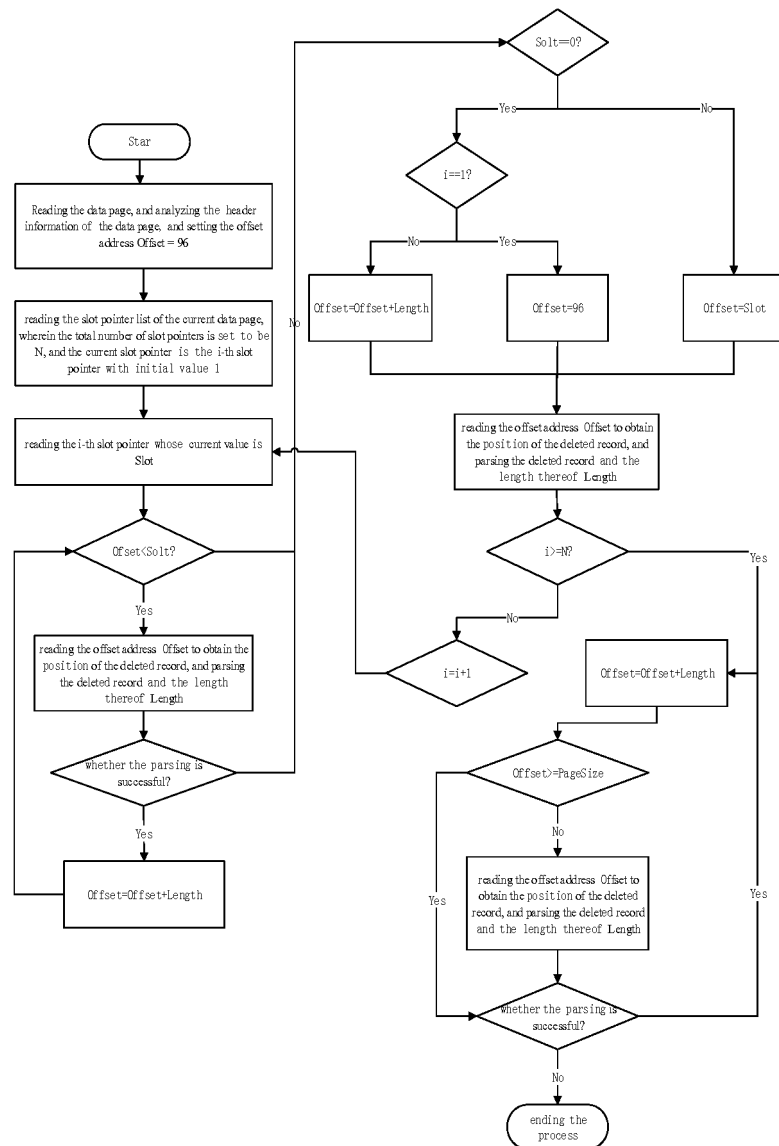 Star
Reading the data page, and analyzing the header
information of the data page, and setting the offset
address Offset = 96
reading the slot pointer list of the current data page,
wherein the total number of slot pointers is set to be
N, and the current slot pointer is the i-th slot
pointer with initial value 1
reading the i-th slot pointer whose current value is
Slot
Ofset<Solt?
Yes
reading the offset address Offset to obtain the
position of the deleted record, and parsing
the deleted record and the length
thereof Length
whether the parsing is
successful?
Yes
Offset=Offset+Length
No
Solt==0?
Yes
No
i==1?
No
Yes
Offset=Offset+Length
Offset=96
Offset=Slot
reading the offset address Offset to obtain
the position of the deleted record, and
parsing the deleted record and the
length thereof Length
i>=N?
Yes
No
i=i+1
Offset=Offset+Length
Offset>=PageSize
No
Yes
reading the offset address Offset to
obtain the position of the deleted
record, and parsing the deleted record
and the length thereof Length
Yes
whether the parsing is
successful?
No
ending the
process